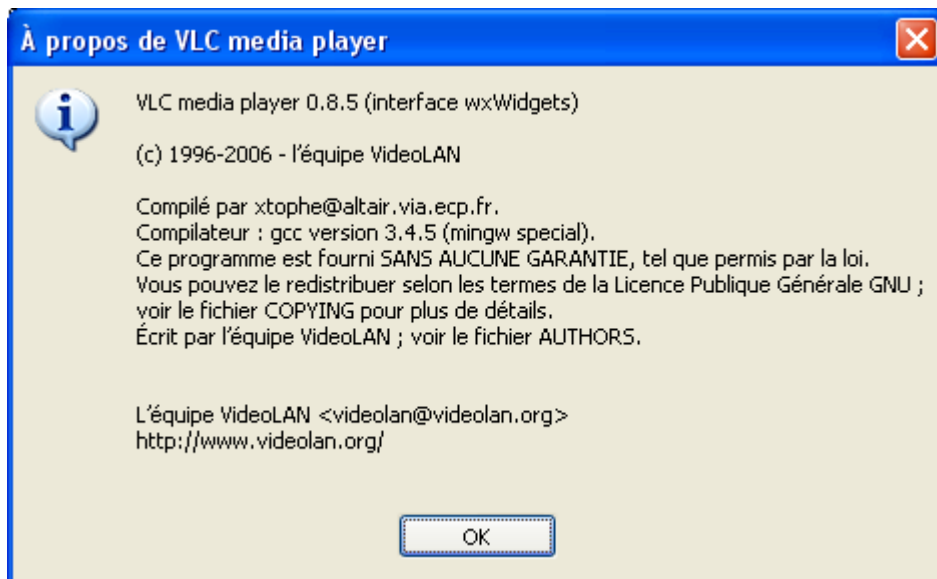 À propos de VLC media player
VLC media player 0.8.5 (interface wxWidgets)
(c) 1996-2006 - l'équipe VideoLAN
Compilé par xtophe@altair.via.ecp.fr.
Compilateur : gcc version 3.4.5 (mingw special).
Ce programme est fourni SANS AUCUNE GARANTIE, tel que permis par la loi.
Vous pouvez le redistribuer selon les termes de la Licence Publique Générale GNU ;
voir le fichier COPYING pour plus de détails.
Écrit par l'équipe VideoLAN ; voir le fichier AUTHORS.
L'équipe VideoLAN <videolan@videolan.org>
http://www.videolan.org/
OK